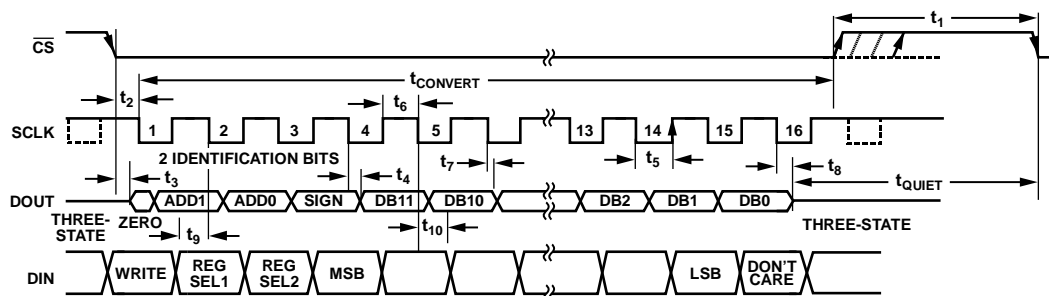 t1
CS
tCONVERT
t2
t6
SCLK
1 2 3 4 5 13 14 15 16
2 IDENTIFICATION BITS
t3
t4
t7
t5
t8
tQUIET
DOUT
ADD1 ADD0 SIGN DB11 DB10 DB2 DB1 DB0
THREE-
STATE
ZERO
t9
t10
THREE-STATE
DIN
WRITE
REG
SEL1
REG
SEL2
MSB
LSB
DON'T
CARE